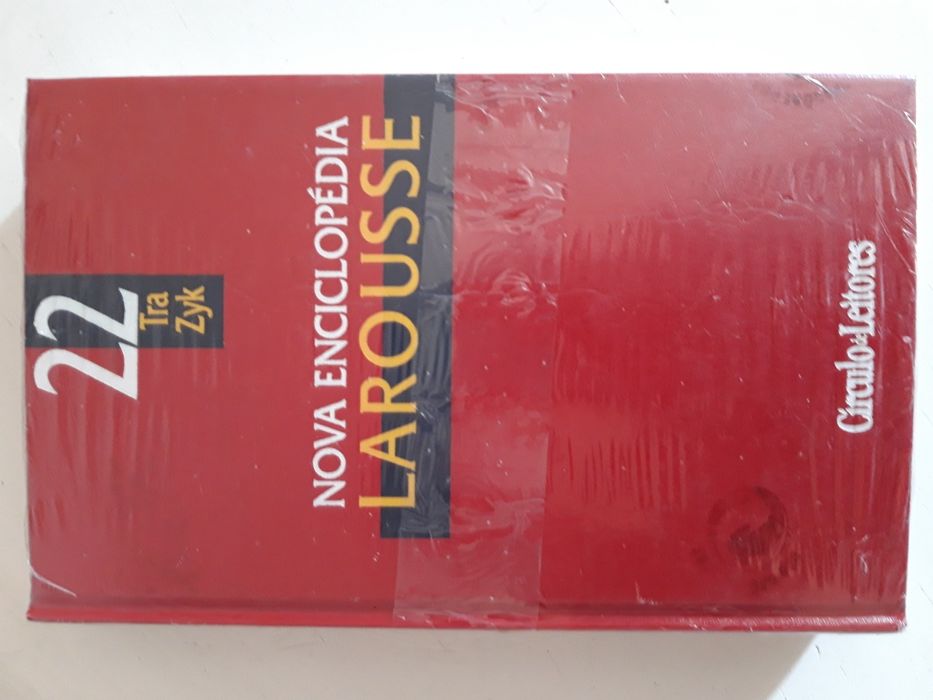 22
Tra
Zyk
NOVA ENCICLOPÉDIA
LAROUSSE
Círculo de Leitores